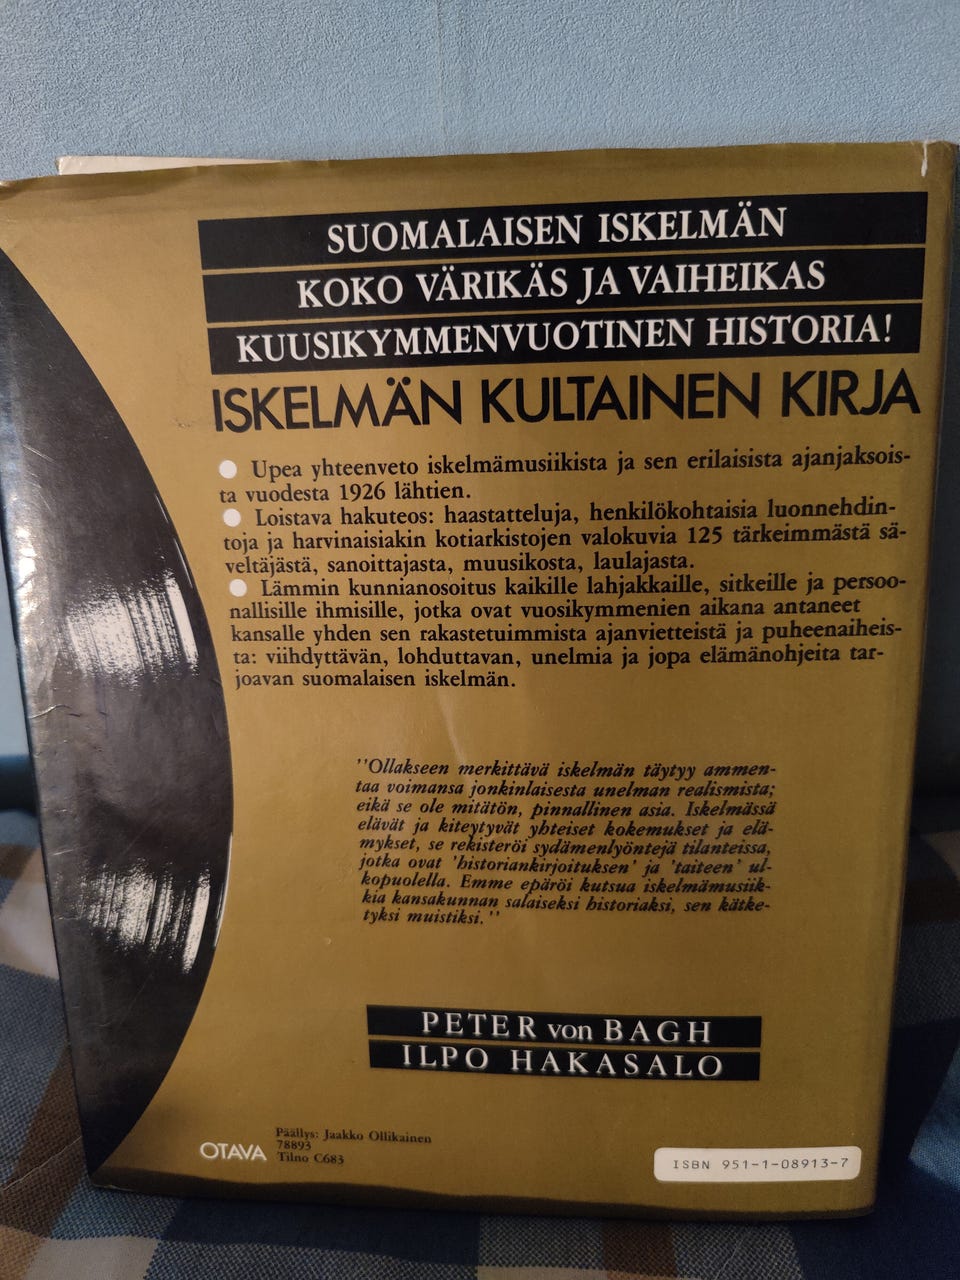 SUOMALAISEN ISKELMÄN
KOKO VÄRIKÄS JA VAIHEIKAS
KUUSIKYMMENVUOTINEN HISTORIA!
ISKELMÄN KULTAINEN KIRJA
● Upea yhteenveto iskelmämusiikista ja sen erilaisista ajanjaksois-
ta vuodesta 1926 lähtien.
● Loistava hakuteos: haastatteluja, henkilökohtaisia luonnehdin-
toja ja harvinaisiakin kotiarkistojen valokuvia 125 tärkeimmästä sä-
veltäjästä, sanoittajasta, muusikosta, laulajasta.
● Lämmin kunnianosoitus kaikille lahjakkaille, sitkeille ja persoo-
nallisille ihmisille, jotka ovat vuosikymmenien aikana antaneet
kansalle yhden sen rakastetuimmista ajanvietteistä ja puheenaiheis-
ta: viihdyttävän, lohduttavan, unelmia ja jopa elämänohjeita tar-
joavan suomalaisen iskelmän.
''Ollakseen merkittävä iskelmän täytyy ammen-
taa voimansa jonkinlaisesta unelman realismista;
eikä se ole mitätön, pinnallinen asia. Iskelmässä
elävät ja kiteytyvät yhteiset kokemukset ja elä-
mykset, se rekisteröi sydämenlyöntejä tilanteissa,
jotka ovat 'historiankirjoituksen' ja 'taiteen' ul-
kopuolella. Emme epäröi kutsua iskelmämusiik-
kia kansakunnan salaiseksi historiaksi, sen kätke-
tyksi muistiksi.''
PETER von BAGH
ILPO HAKASALO
OTAVA
Päällys: Jaakko Ollikainen
78893
Tilno C683
ISBN 951-1-08913-7